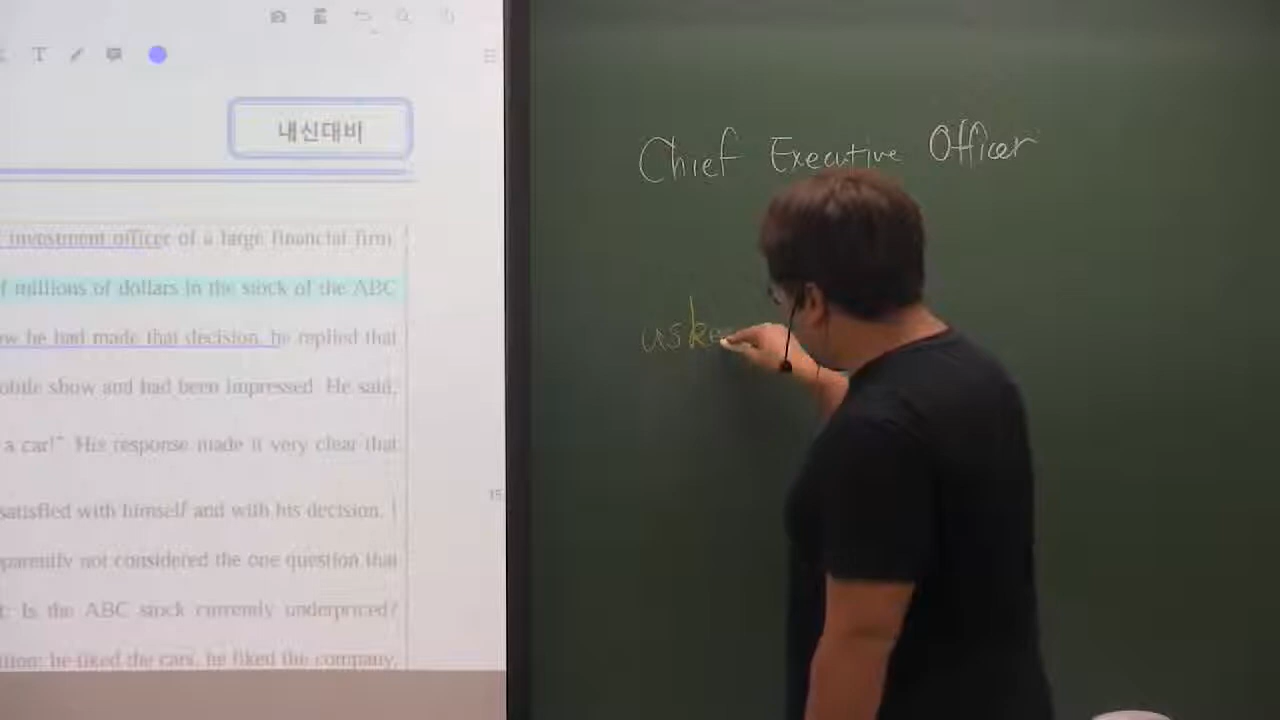 T
내신대비
investment officer of a large financial firm
f millions of dollars in the stock of the ABC
ow he had made that decision, he replied that
obile show and had been impressed. He said,
a car!" His response made it very clear that
15
satisfied with himself and with his decision. I
parently not considered the one question that
t: Is the ABC stock currently underpriced?
tion: he liked the cars, he liked the company,
Chief Executive Officer